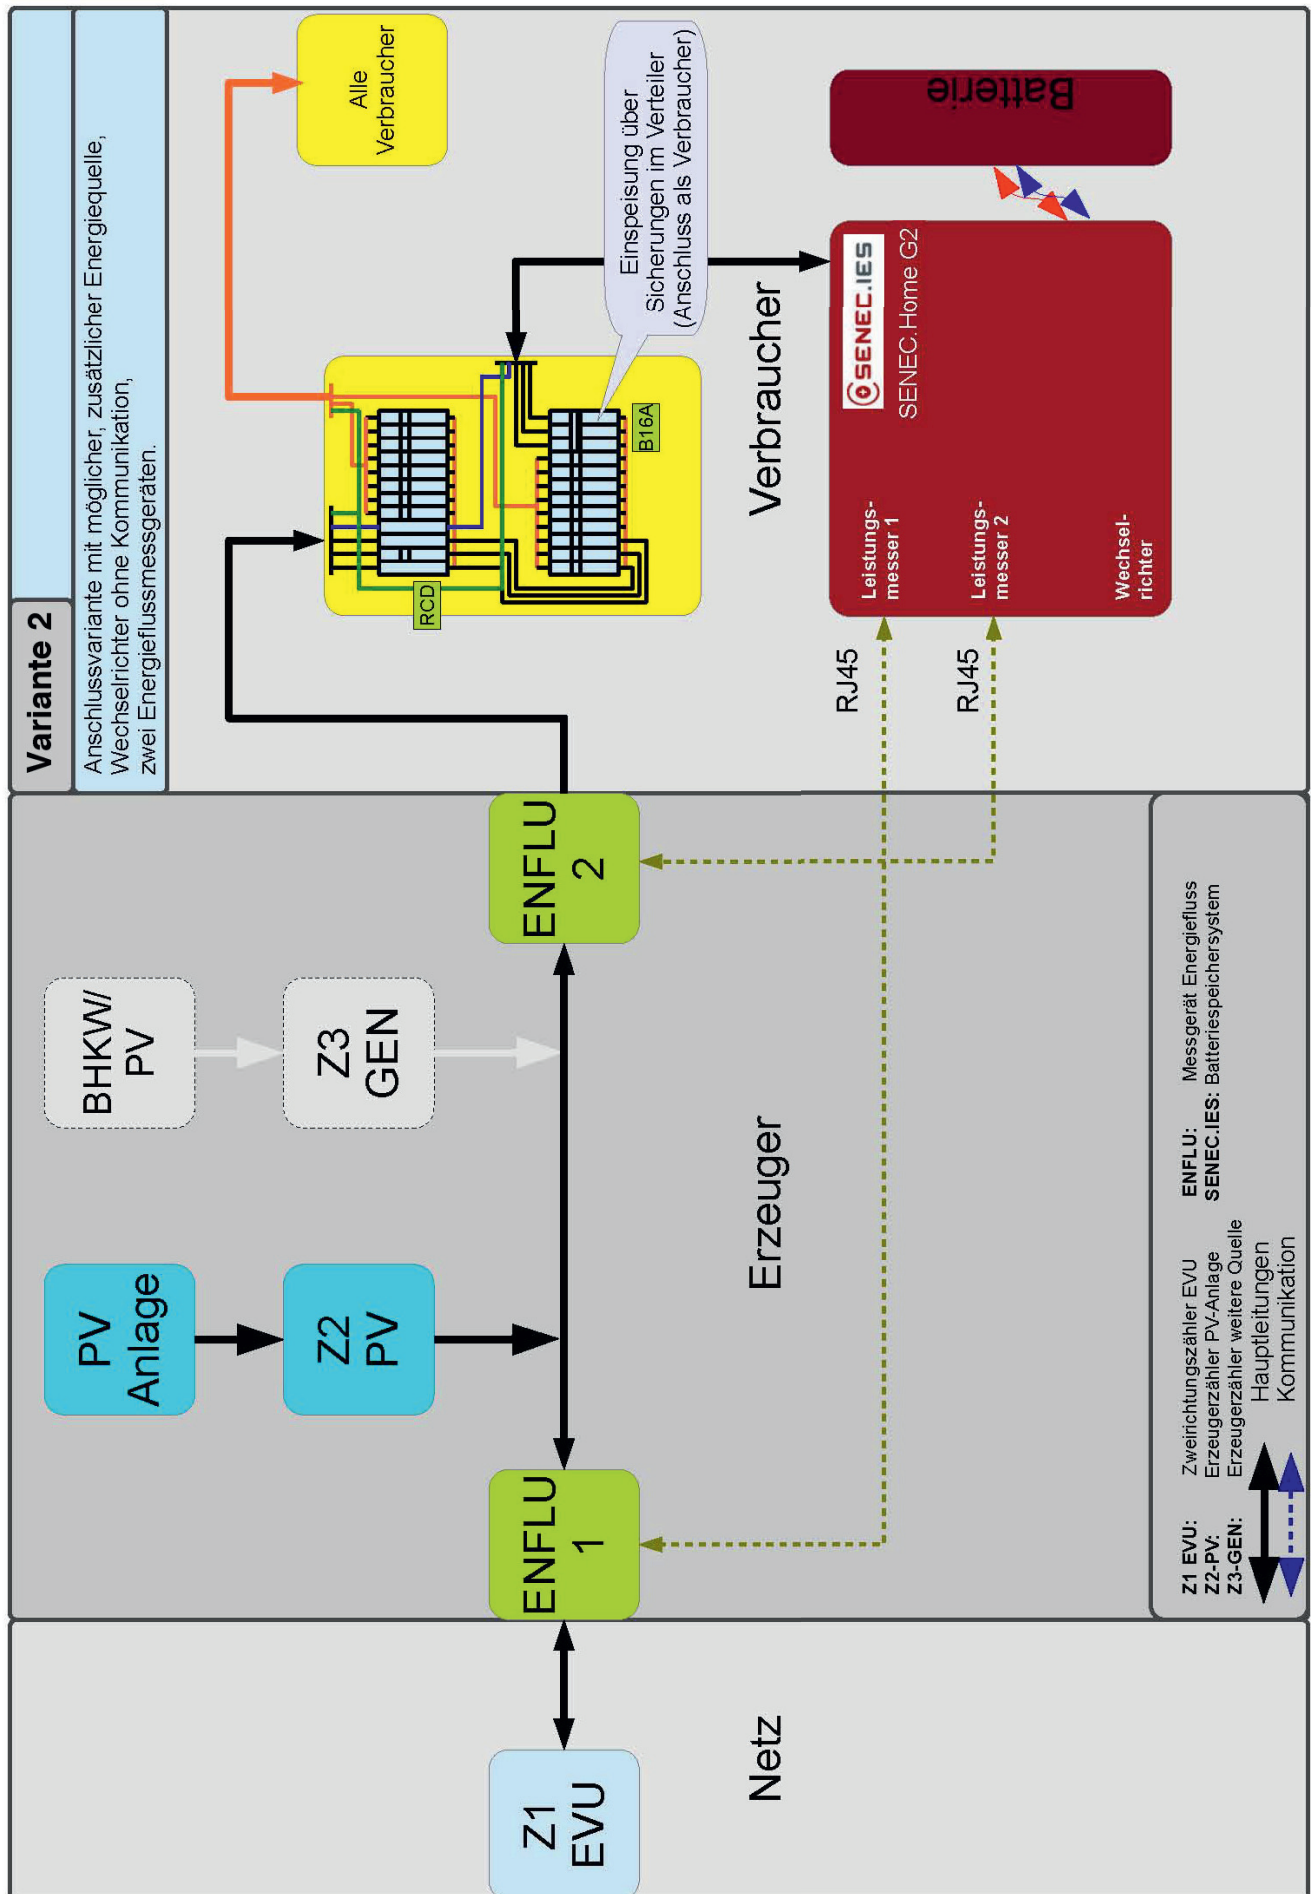 Variante 2
Anschlussvariante mit möglicher, zusätzlicher Energiequelle,
Wechselrichter ohne Kommunikation,
zwei Energieflussmessgeräten.
Z1
EVU
Netz
ENFLU
1
PV
Anlage
Z2
PV
BHKW/
PV
Z3
GEN
ENFLU
2
Erzeuger
Alle
Verbraucher
RCD
B16A
Einspeisung über
Sicherungen im Verteiler
(Anschluss als Verbraucher)
Verbraucher
RJ45
RJ45
Leistungs-
messer 1
Leistungs-
messer 2
Wechsel-
richter
SENEC.IES
SENEC.Home G2
Batterie
Z1 EVU: Zweirichtungszähler EVU
Z2-PV: Erzeugerzähler PV-Anlage
Z3-GEN: Erzeugerzähler weitere Quelle
Hauptleitungen
Kommunikation
ENFLU: Messgerät Energiefluss
SENEC.IES: Batteriespeichersystem